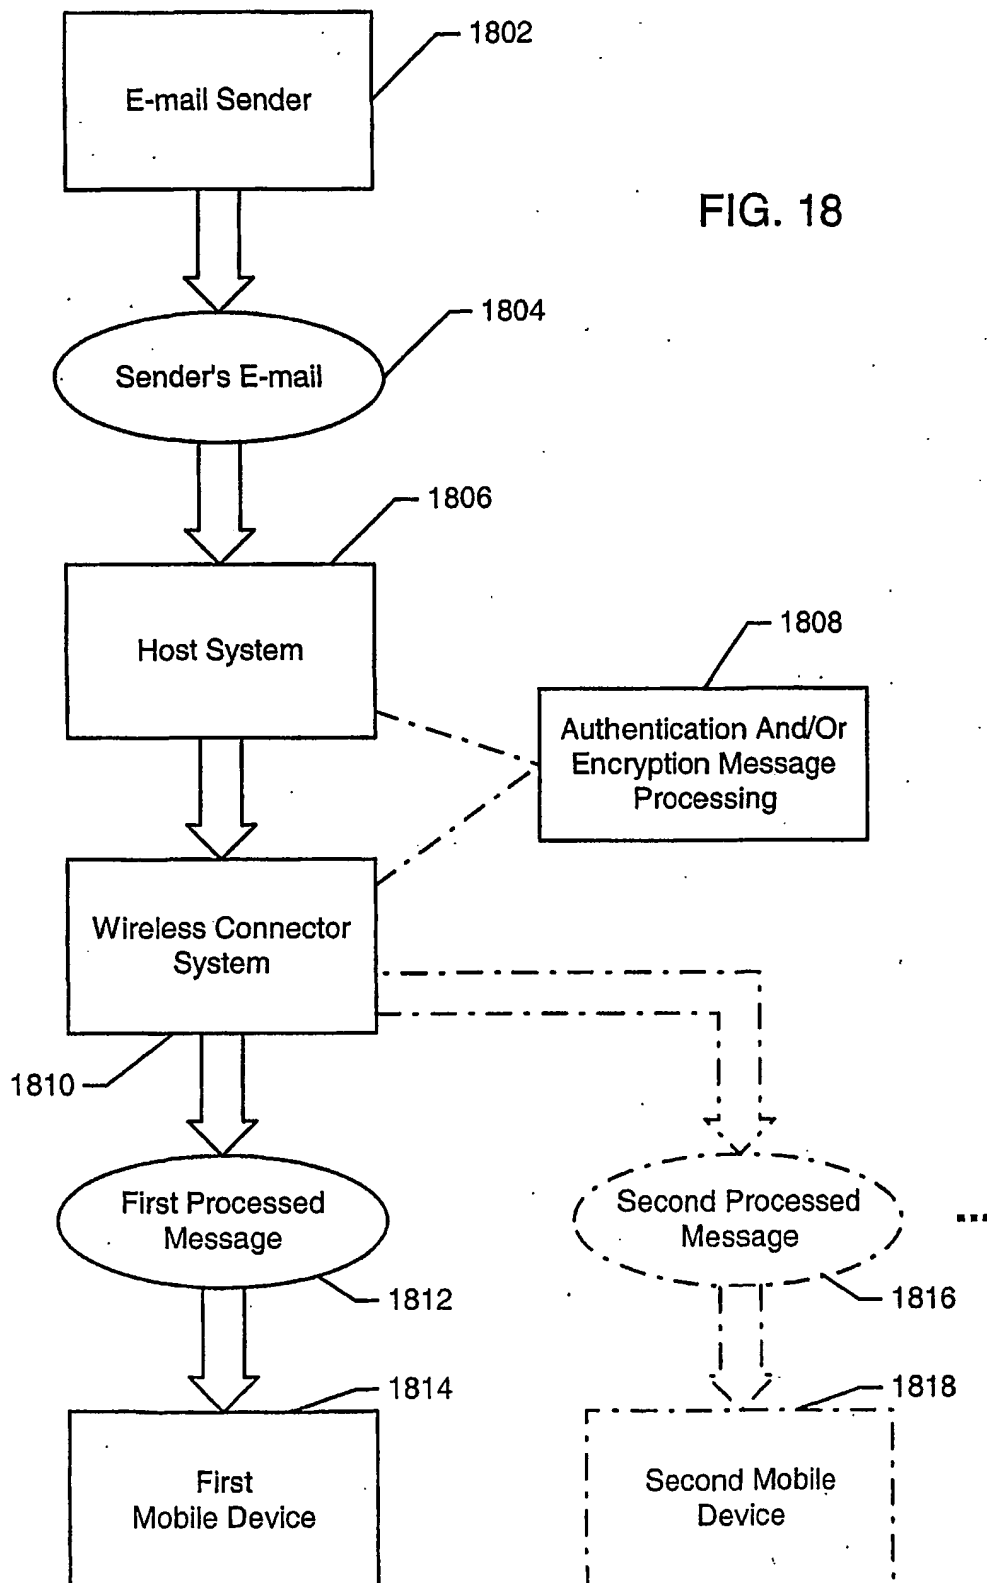 1802
E-mail Sender
FIG. 18
1804
Sender's E-mail
1806
Host System
1808
Authentication And/Or
Encryption Message
Processing
Wireless Connector
System
1810
First Processed
Message
Second Processed
Message
1812
1816
1814
1818
First
Mobile Device
Second Mobile
Device